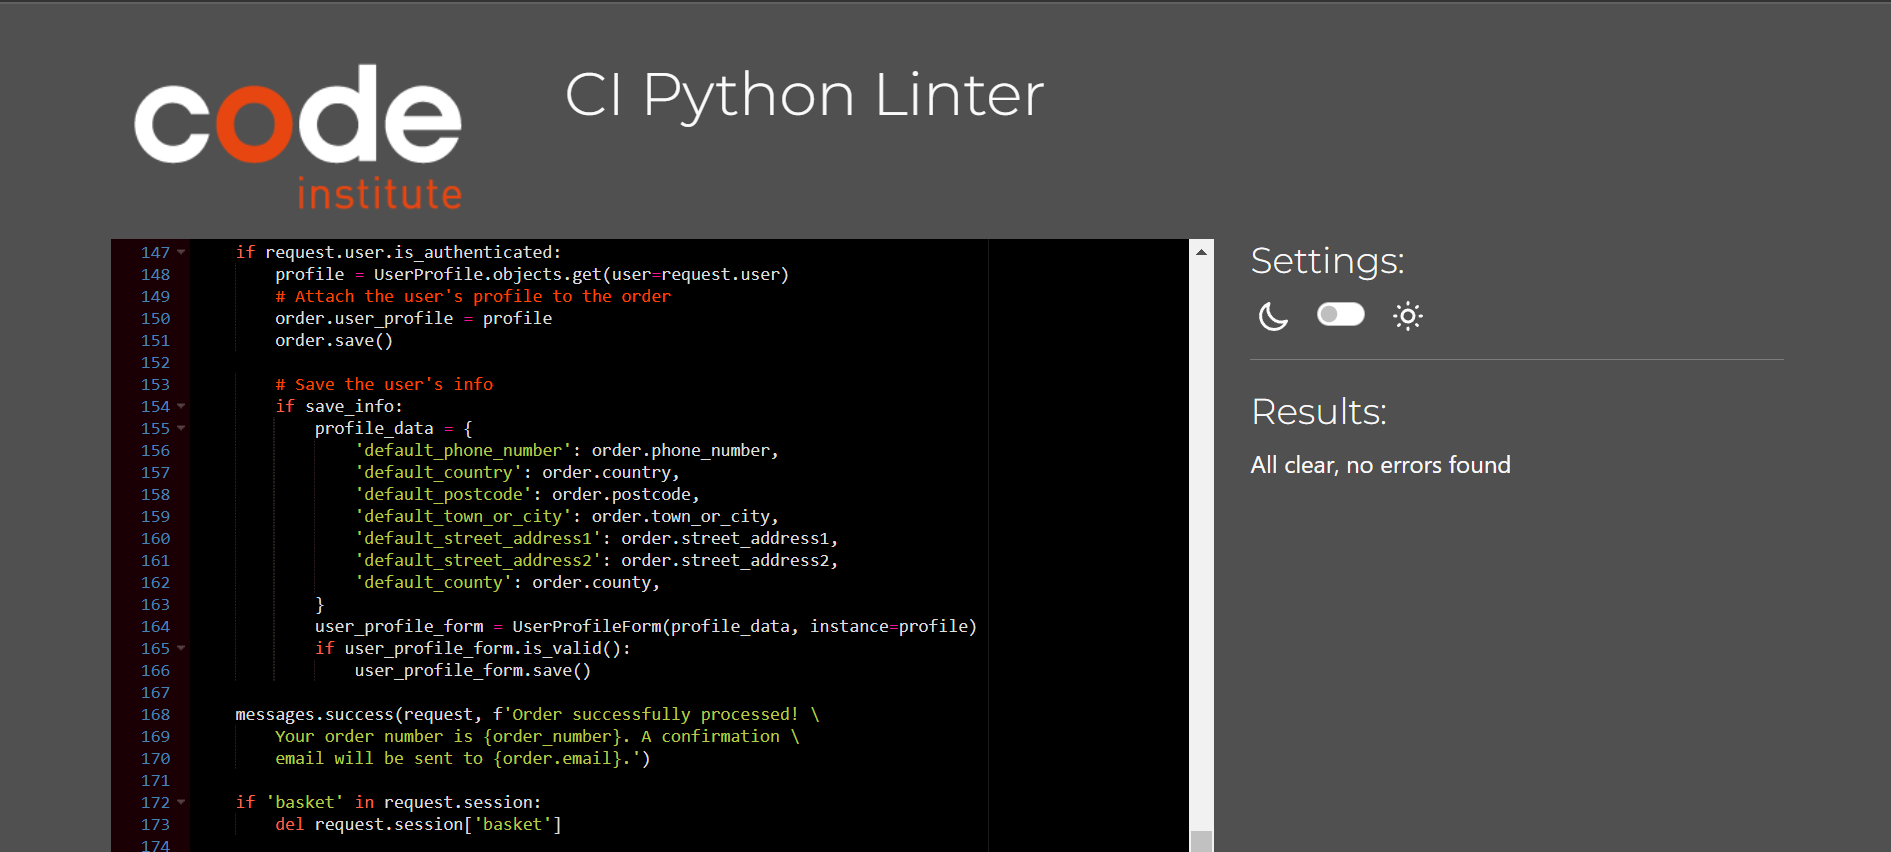 code
institute
CI Python Linter
147 if request.user.is_authenticated:
148 profile = UserProfile.objects.get(user=request.user)
149 # Attach the user's profile to the order
150 order.user_profile = profile
151 order.save()
152
153 # Save the user's info
154 if save_info:
155 profile_data = {
156 'default_phone_number': order.phone_number,
157 'default_country': order.country,
158 'default_postcode': order.postcode,
159 'default_town_or_city': order.town_or_city,
160 'default_street_address1': order.street_address1,
161 'default_street_address2': order.street_address2,
162 'default_county': order.county,
163 }
164 user_profile_form = UserProfileForm(profile_data, instance=profile)
165 if user_profile_form.is_valid():
166 user_profile_form.save()
167
168 messages.success(request, f'Order successfully processed! \
169 Your order number is {order_number}. A confirmation \
170 email will be sent to {order.email}.')
171
172 if 'basket' in request.session:
173 del request.session['basket']
174
Settings:
Results:
All clear, no errors found